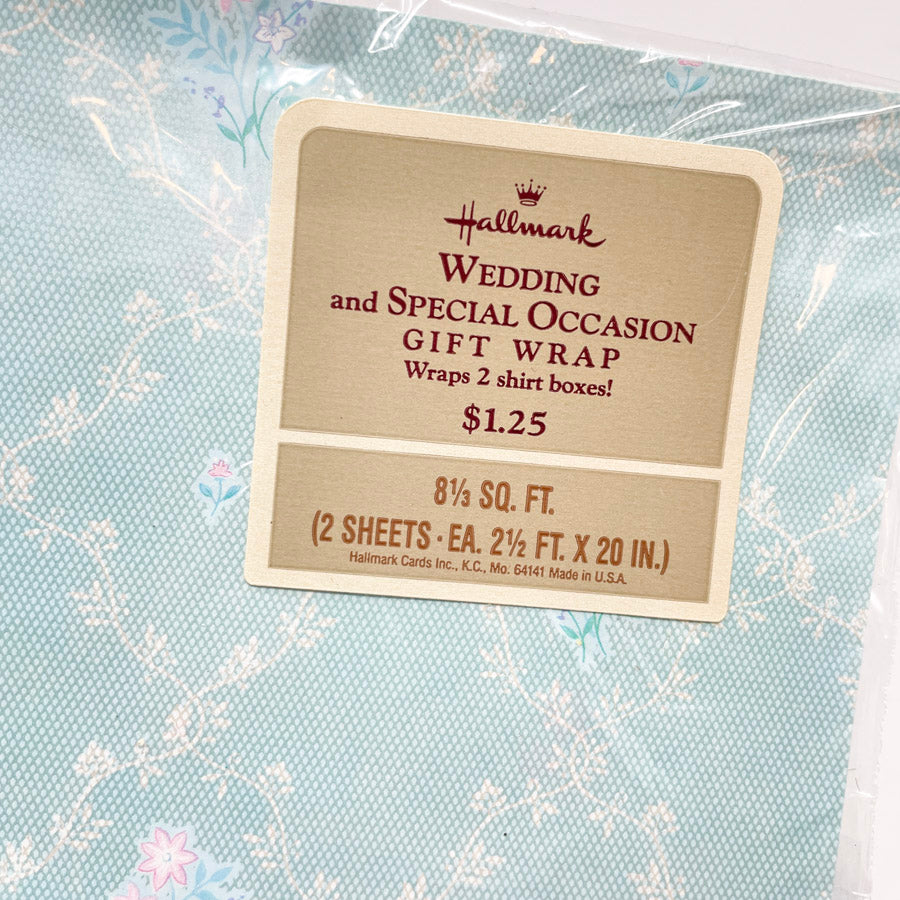 Hallmark
WEDDING
and SPECIAL OCCASION
GIFT WRAP
Wraps 2 shirt boxes!
$1.25
8⅓ SQ. FT.
(2 SHEETS · EA. 2½ FT. X 20 IN.)
Hallmark Cards Inc., K.C., Mo. 64141 Made in U.S.A.